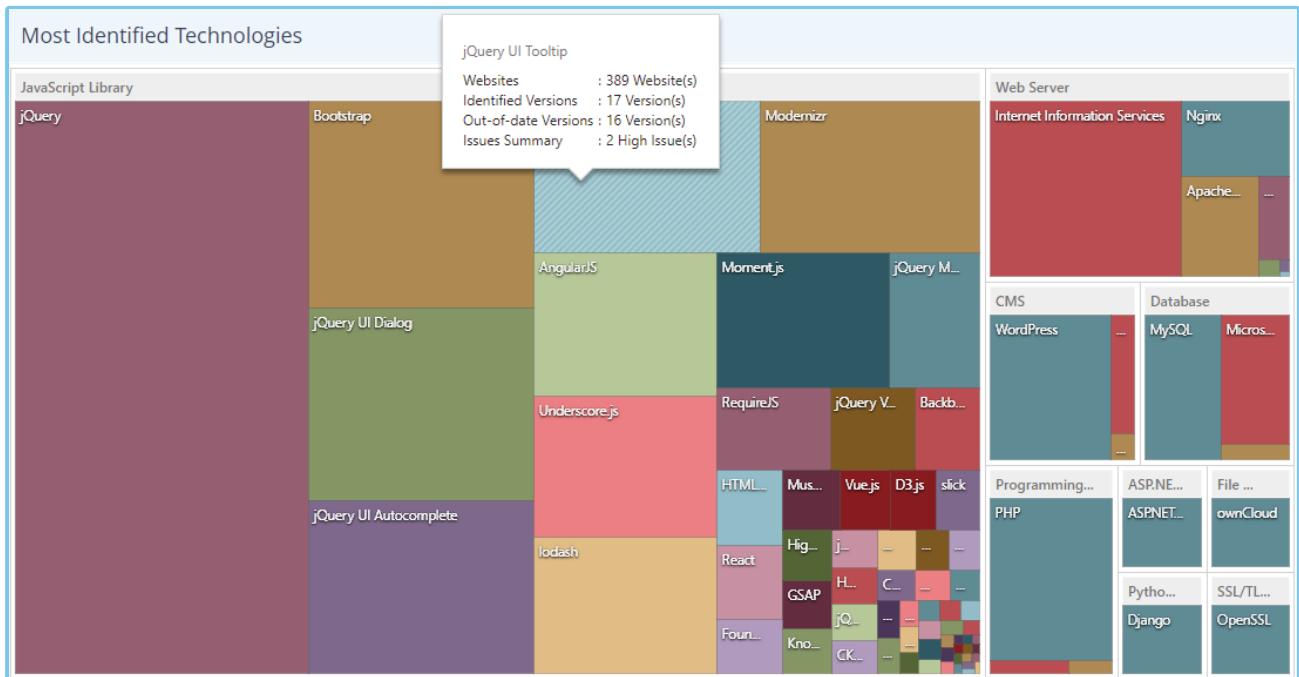 Most Identified Technologies
jQuery UI Tooltip
Websites : 389 Website(s)
Identified Versions : 17 Version(s)
Out-of-date Versions : 16 Version(s)
Issues Summary : 2 High Issue(s)
JavaScript Library
jQuery
Bootstrap
Modernizr
jQuery UI Dialog
jQuery UI Autocomplete
AngularJS
Moment.js
jQuery M...
Underscore.js
lodash
RequireJS
jQuery V...
Backb...
HTML...
Mus...
Vue.js
D3.js
slick
React
Hig...
j...
...
...
...
GSAP
H...
C...
...
...
Foun...
Kno...
jQ...
...
...
CK...
...
...
Web Server
Internet Information Services
Nginx
Apache...
...
CMS
WordPress
...
...
Database
MySQL
Micros...
Programming...
PHP
ASP.NE...
ASP.NET...
File ...
ownCloud
Pytho...
Django
SSL/TL...
OpenSSL